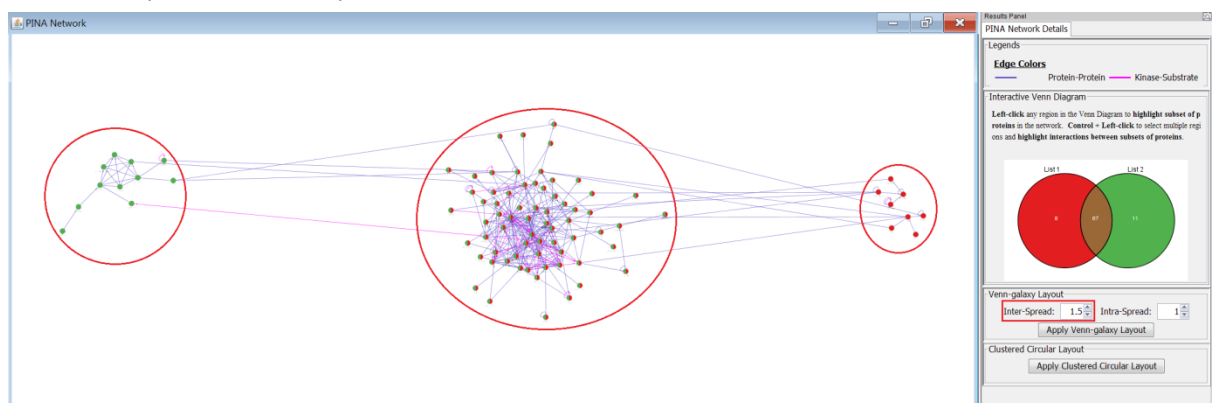 PINA Network
Results Panel
PINA Network Details
Legends
Edge Colors
Protein-Protein
Kinase-Substrate
Interactive Venn Diagram
Left-click any region in the Venn Diagram to highlight subset of p
roteins in the network. Control + Left-click to select multiple regi
ons and highlight interactions between subsets of proteins.
List 1
List 2
8
67
11
Venn-galaxy Layout
Inter-Spread: 1.5
Intra-Spread: 1
Apply Venn-galaxy Layout
Clustered Circular Layout
Apply Clustered Circular Layout